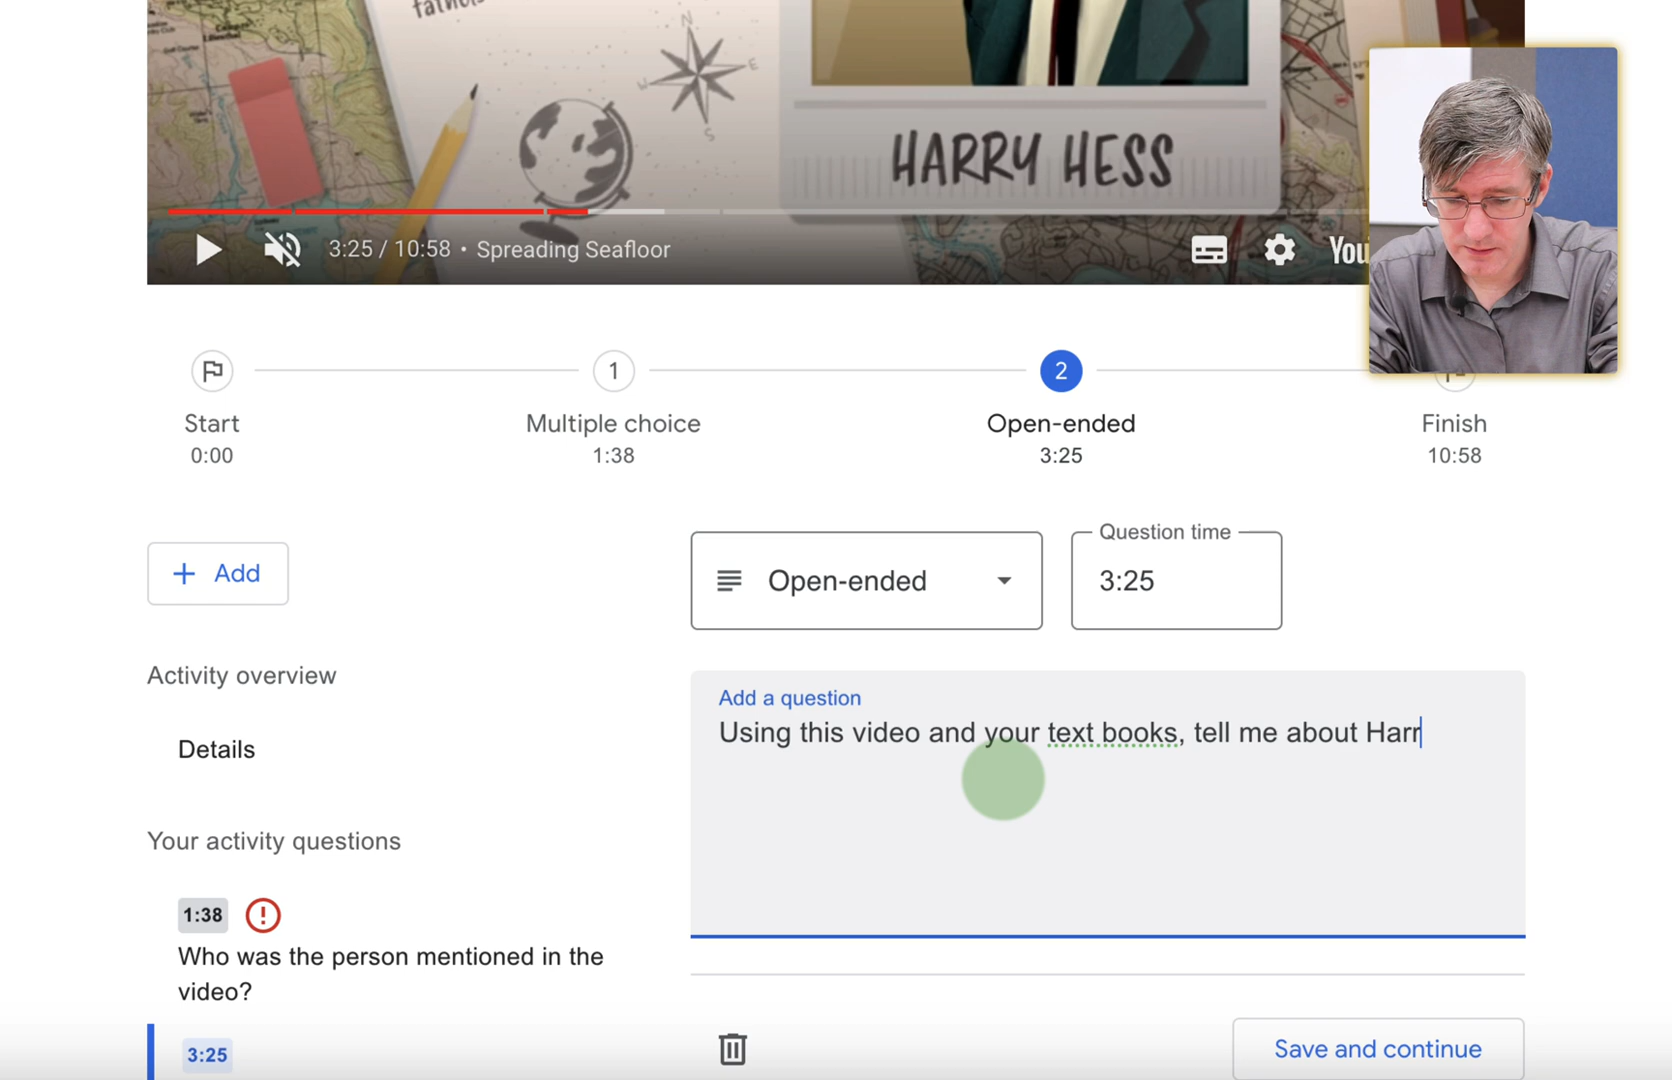 N
W
E
S
HARRY HESS
3:25 / 10:58 • Spreading Seafloor
You
1
2
Start
Multiple choice
Open-ended
Finish
0:00
1:38
3:25
10:58
+ Add
Open-ended
Question time
3:25
Activity overview
Details
Your activity questions
Add a question
Using this video and your text books, tell me about Harr
1:38
Who was the person mentioned in the
video?
3:25
Save and continue